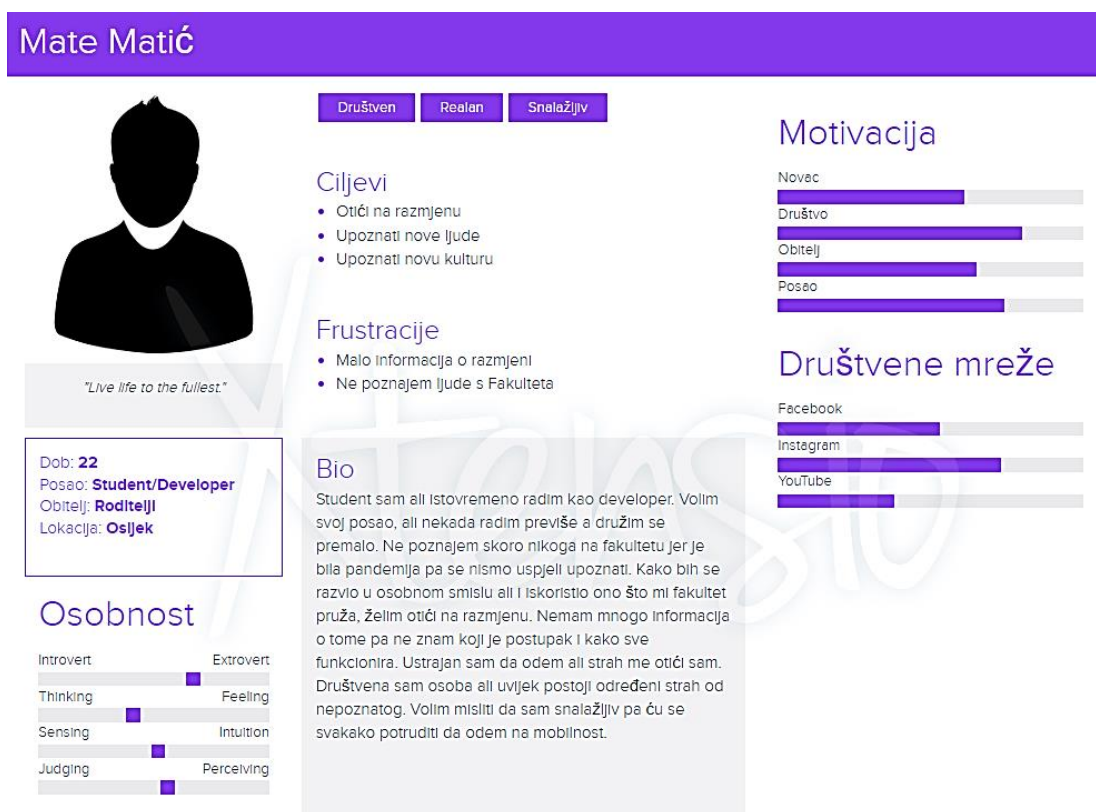 Mate Matić
Društven
Realan
Snalažljiv
Ciljevi
Otići na razmjenu
Upoznati nove ljude
Upoznati novu kulturu
Frustracije
Malo informacija o razmjeni
Ne poznajem ljude s Fakulteta
"Live life to the fullest."
Dob: 22
Posao: Student/Developer
Obitelj: Roditelji
Lokacija: Osijek
Osobnost
Introvert Extrovert
Thinking Feeling
Sensing Intuition
Judging Perceiving
Bio
Student sam ali istovremeno radim kao developer. Volim
svoj posao, ali nekada radim previše a družim se
premalo. Ne poznajem skoro nikoga na fakultetu jer je
bila pandemija pa se nismo uspjeli upoznati. Kako bih se
razvio u osobnom smislu ali i iskoristio ono što mi fakultet
pruža, želim otići na razmjenu. Nemam mnogo informacija
o tome pa ne znam koji je postupak i kako sve
funkcionira. Ustrajan sam da odem ali strah me otići sam.
Društvena sam osoba ali uvijek postoji određeni strah od
nepoznatog. Volim misliti da sam snalažljiv pa ću se
svakako potruditi da odem na mobilnost.
Motivacija
Novac
Društvo
Obitelj
Posao
Društvene mreže
Facebook
Instagram
YouTube
xtensio